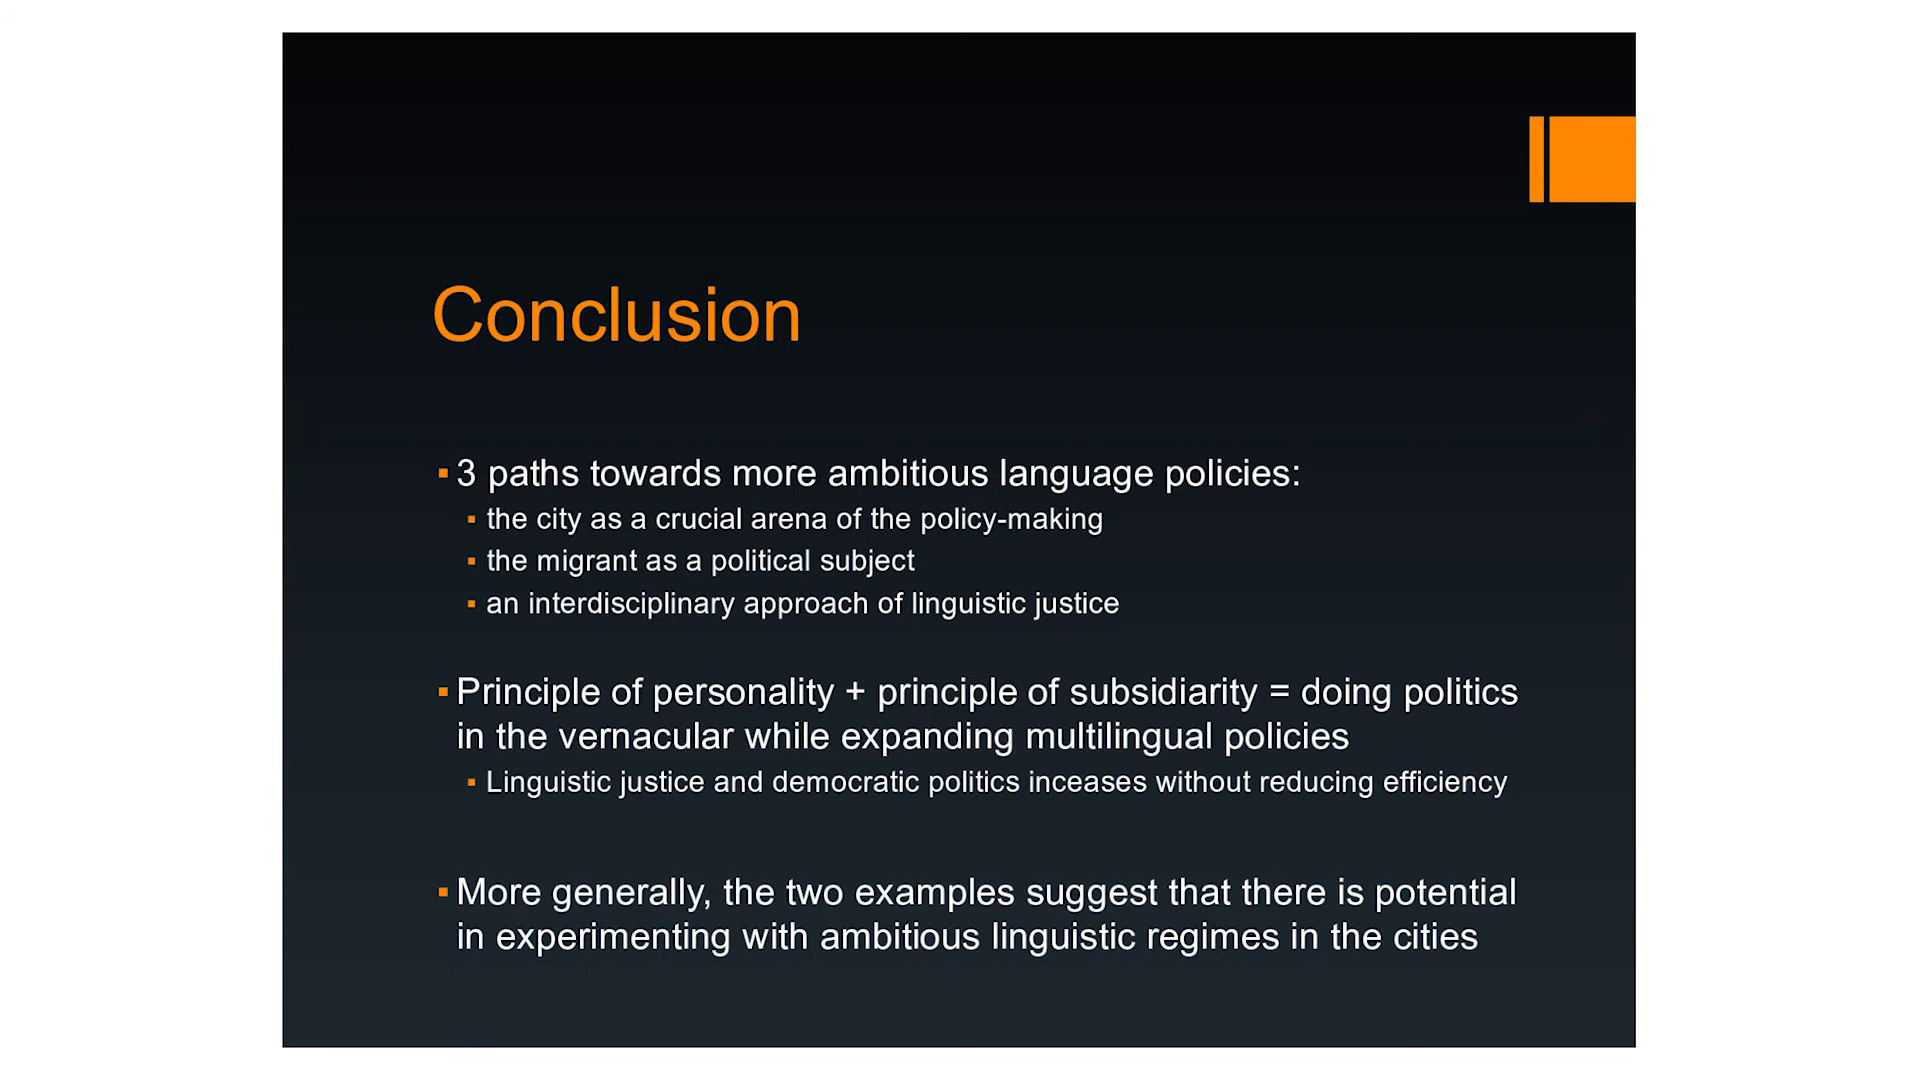 Conclusion
3 paths towards more ambitious language policies:
the city as a crucial arena of the policy-making
the migrant as a political subject
an interdisciplinary approach of linguistic justice
Principle of personality + principle of subsidiarity = doing politics
in the vernacular while expanding multilingual policies
Linguistic justice and democratic politics inceases without reducing efficiency
More generally, the two examples suggest that there is potential
in experimenting with ambitious linguistic regimes in the cities